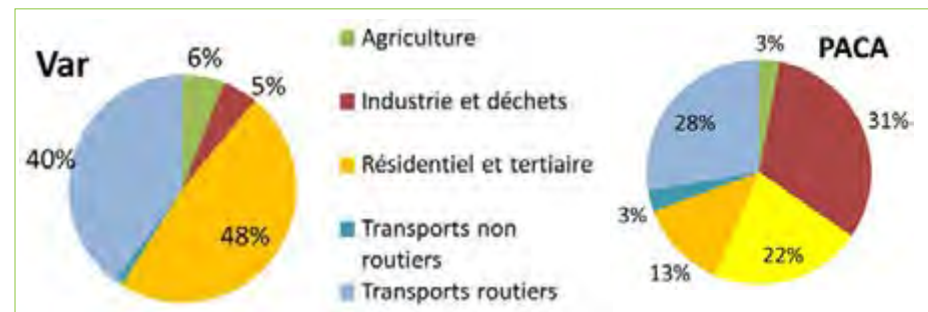 Var
6%
5%
40%
48%
Agriculture
Industrie et déchets
Résidentiel et tertiaire
Transports non
routiers
Transports routiers
PACA
3%
31%
28%
3%
13%
22%